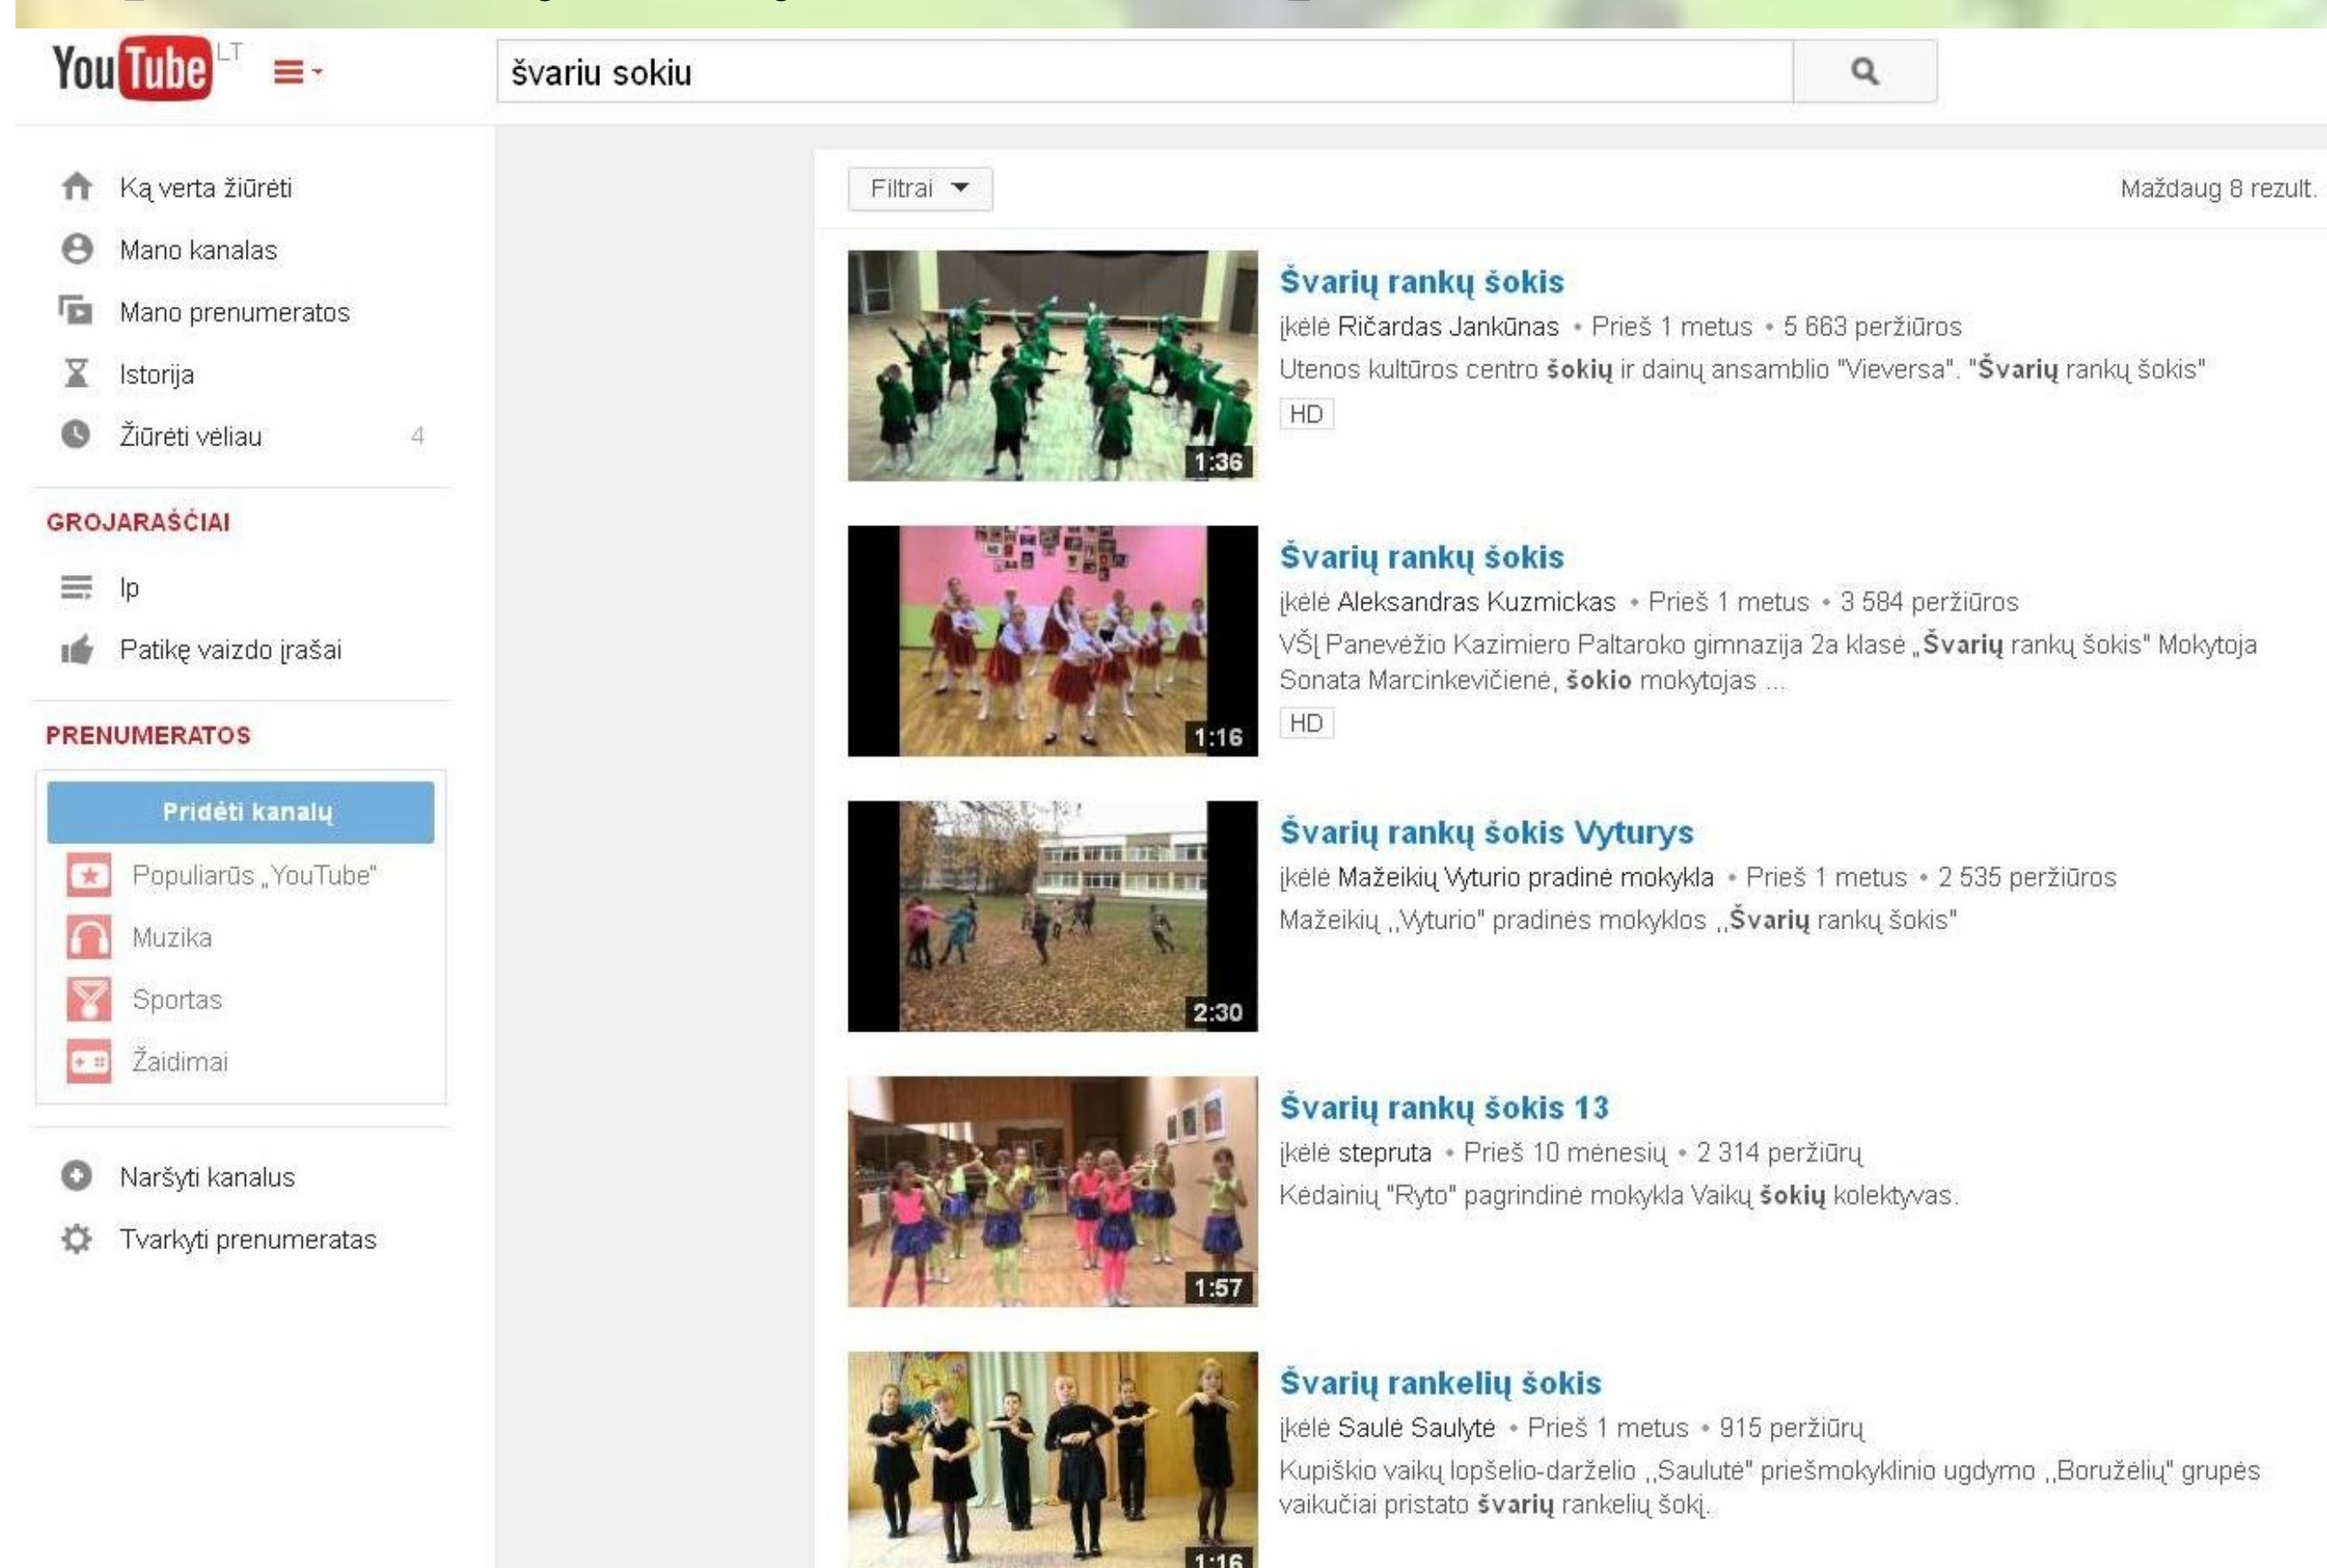 YouTube LT
švariu sokiu
Ką verta žiūrėti
Mano kanalas
Mano prenumeratos
Istorija
Žiūrėti vėliau 4
GROJARAŠČIAI
Ip
Patikę vaizdo įrašai
PRENUMERATOS
Pridėti kanalų
Populiarūs „YouTube“
Muzika
Sportas
Žaidimai
Naršyti kanalus
Tvarkyti prenumeratas
Filtrai
Maždaug 8 rezult.
1:36
Švarių rankų šokis
įkėlė Ričardas Jankūnas • Prieš 1 metus • 5 663 peržiūros
Utenos kultūros centro šokių ir dainų ansamblio "Vieversa". "Švarių rankų šokis"
HD
1:16
Švarių rankų šokis
įkėlė Aleksandras Kuzmickas • Prieš 1 metus • 3 584 peržiūros
VŠĮ Panevėžio Kazimiero Paltaroko gimnazija 2a klasė „Švarių rankų šokis" Mokytoja
Sonata Marcinkevičienė, šokio mokytojas ...
HD
2:30
Švarių rankų šokis Vyturys
įkėlė Mažeikių Vyturio pradinė mokykla • Prieš 1 metus • 2 535 peržiūros
Mažeikių ,,Vyturio" pradinės mokyklos ,,Švarių rankų šokis"
1:57
Švarių rankų šokis 13
įkėlė stepruta • Prieš 10 mėnesių • 2 314 peržiūrų
Kėdainių "Ryto" pagrindinė mokykla Vaikų šokių kolektyvas.
1:16
Švarių rankelių šokis
įkėlė Saulė Saulytė • Prieš 1 metus • 915 peržiūrų
Kupiškio vaikų lopšelio-darželio ,,Saulutė" priešmokyklinio ugdymo ,,Boružėlių" grupės
vaikučiai pristato švarių rankelių šokį.